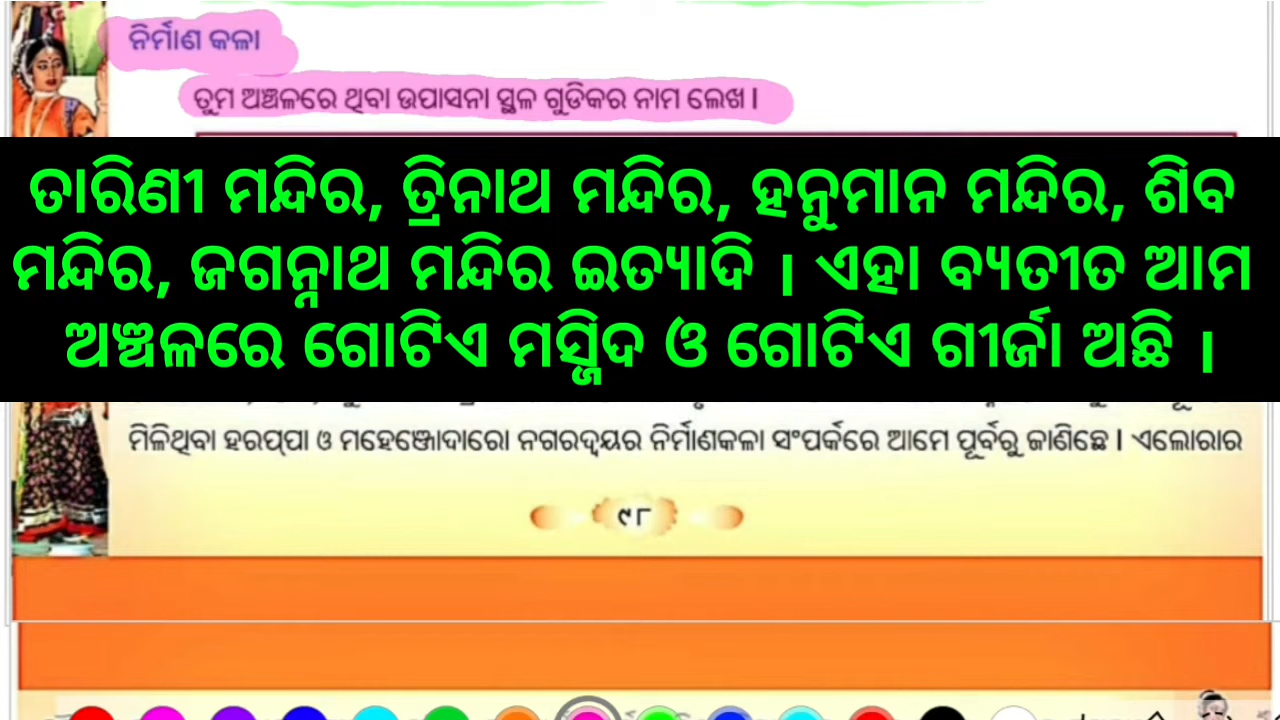 ନିର୍ମାଣ କଳା
ତୁମ ଅଞ୍ଚଳରେ ଥିବା ଉପାସନା ସ୍ଥଳ ଗୁଡିକର ନାମ ଲେଖ ।
ତାରିଣୀ ମନ୍ଦିର, ତ୍ରିନାଥ ମନ୍ଦିର, ହନୁମାନ ମନ୍ଦିର, ଶିବ
ମନ୍ଦିର, ଜଗନ୍ନାଥ ମନ୍ଦିର ଇତ୍ୟାଦି । ଏହା ବ୍ୟତୀତ ଆମ
ଅଞ୍ଚଳରେ ଗୋଟିଏ ମସ୍ଜିଦ ଓ ଗୋଟିଏ ଗୀର୍ଜା ଅଛି ।
ମିଳିଥିବା ହରପ୍‌ପା ଓ ମହେଞ୍ଜୋଦାରୋ ନଗରଦ୍ୱୟର ନିର୍ମାଣକଳା ସଂପର୍କରେ ଆମେ ପୂର୍ବରୁ ଜାଣିଛେ । ଏଲୋରାର
୯୮